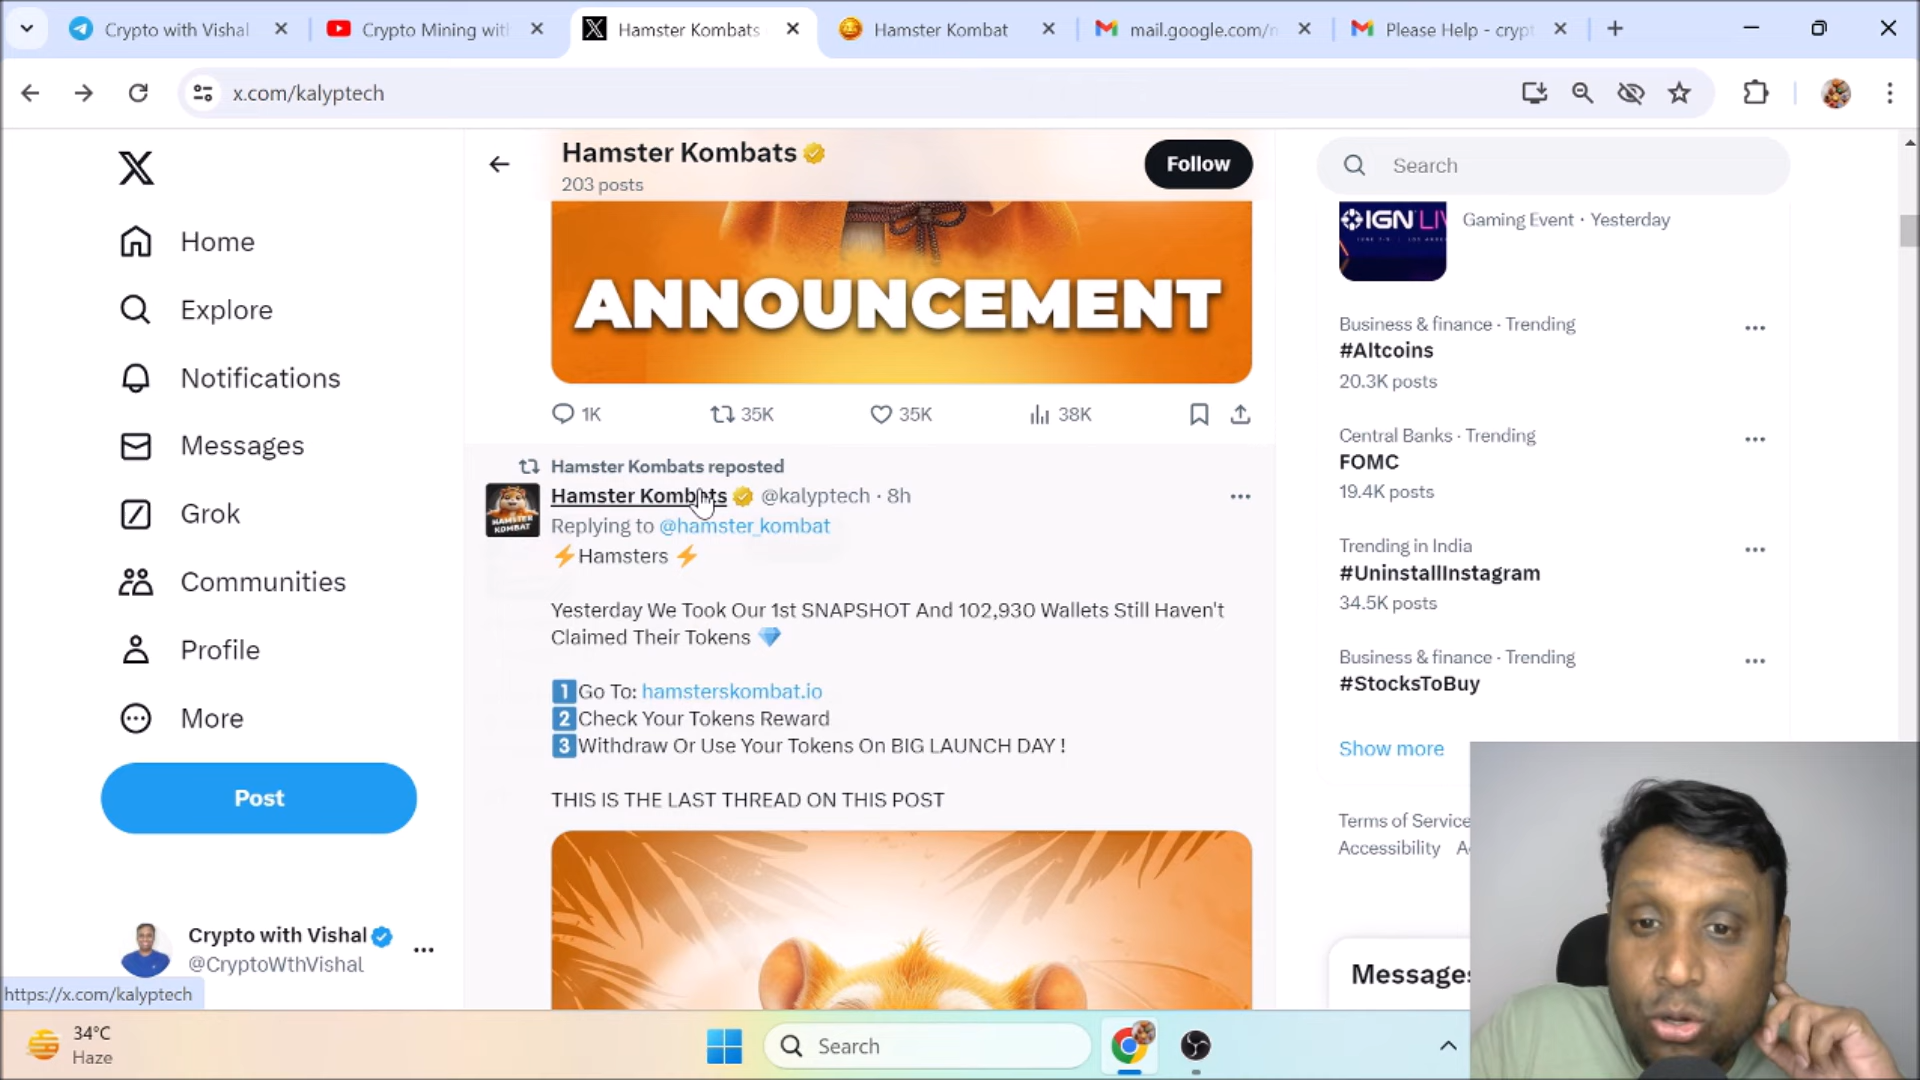 Crypto with Vishal
Crypto Mining with
Hamster Kombats
Hamster Kombat
mail.google.com/
Please Help - crypt
x.com/kalyptech
Hamster Kombats
203 posts
Follow
Search
Home
Explore
Notifications
Messages
Grok
Communities
Profile
More
Post
Crypto with Vishal
@CryptoWthVishal
ANNOUNCEMENT
1K
35K
35K
38K
Hamster Kombats reposted
Hamster Kombats @kalyptech · 8h
Replying to @hamster_kombat
⚡Hamsters ⚡
Yesterday We Took Our 1st SNAPSHOT And 102,930 Wallets Still Haven't
Claimed Their Tokens 💎
1️⃣Go To: hamsterskombat.io
2️⃣Check Your Tokens Reward
3️⃣Withdraw Or Use Your Tokens On BIG LAUNCH DAY !
THIS IS THE LAST THREAD ON THIS POST
HAMSTER
KOMBAT
IGN LIV
Gaming Event · Yesterday
Business & finance · Trending
#Altcoins
20.3K posts
Central Banks · Trending
FOMC
19.4K posts
Trending in India
#UninstallInstagram
34.5K posts
Business & finance · Trending
#StocksToBuy
Show more
Terms of Service
Accessibility
Messages
https://x.com/kalyptech
34°C
Haze
Search